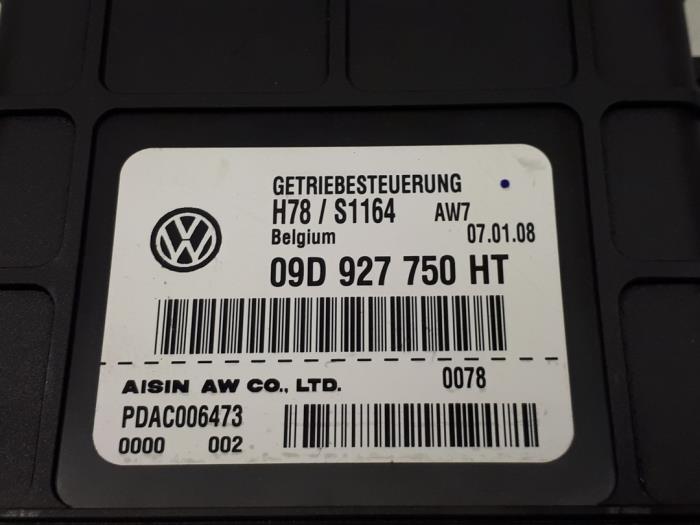 GETRIEBESTEUERUNG
H78 / S1164 AW7
Belgium 07.01.08
09D 927 750 HT
AISIN AW CO., LTD. 0078
PDAC006473
0000 002